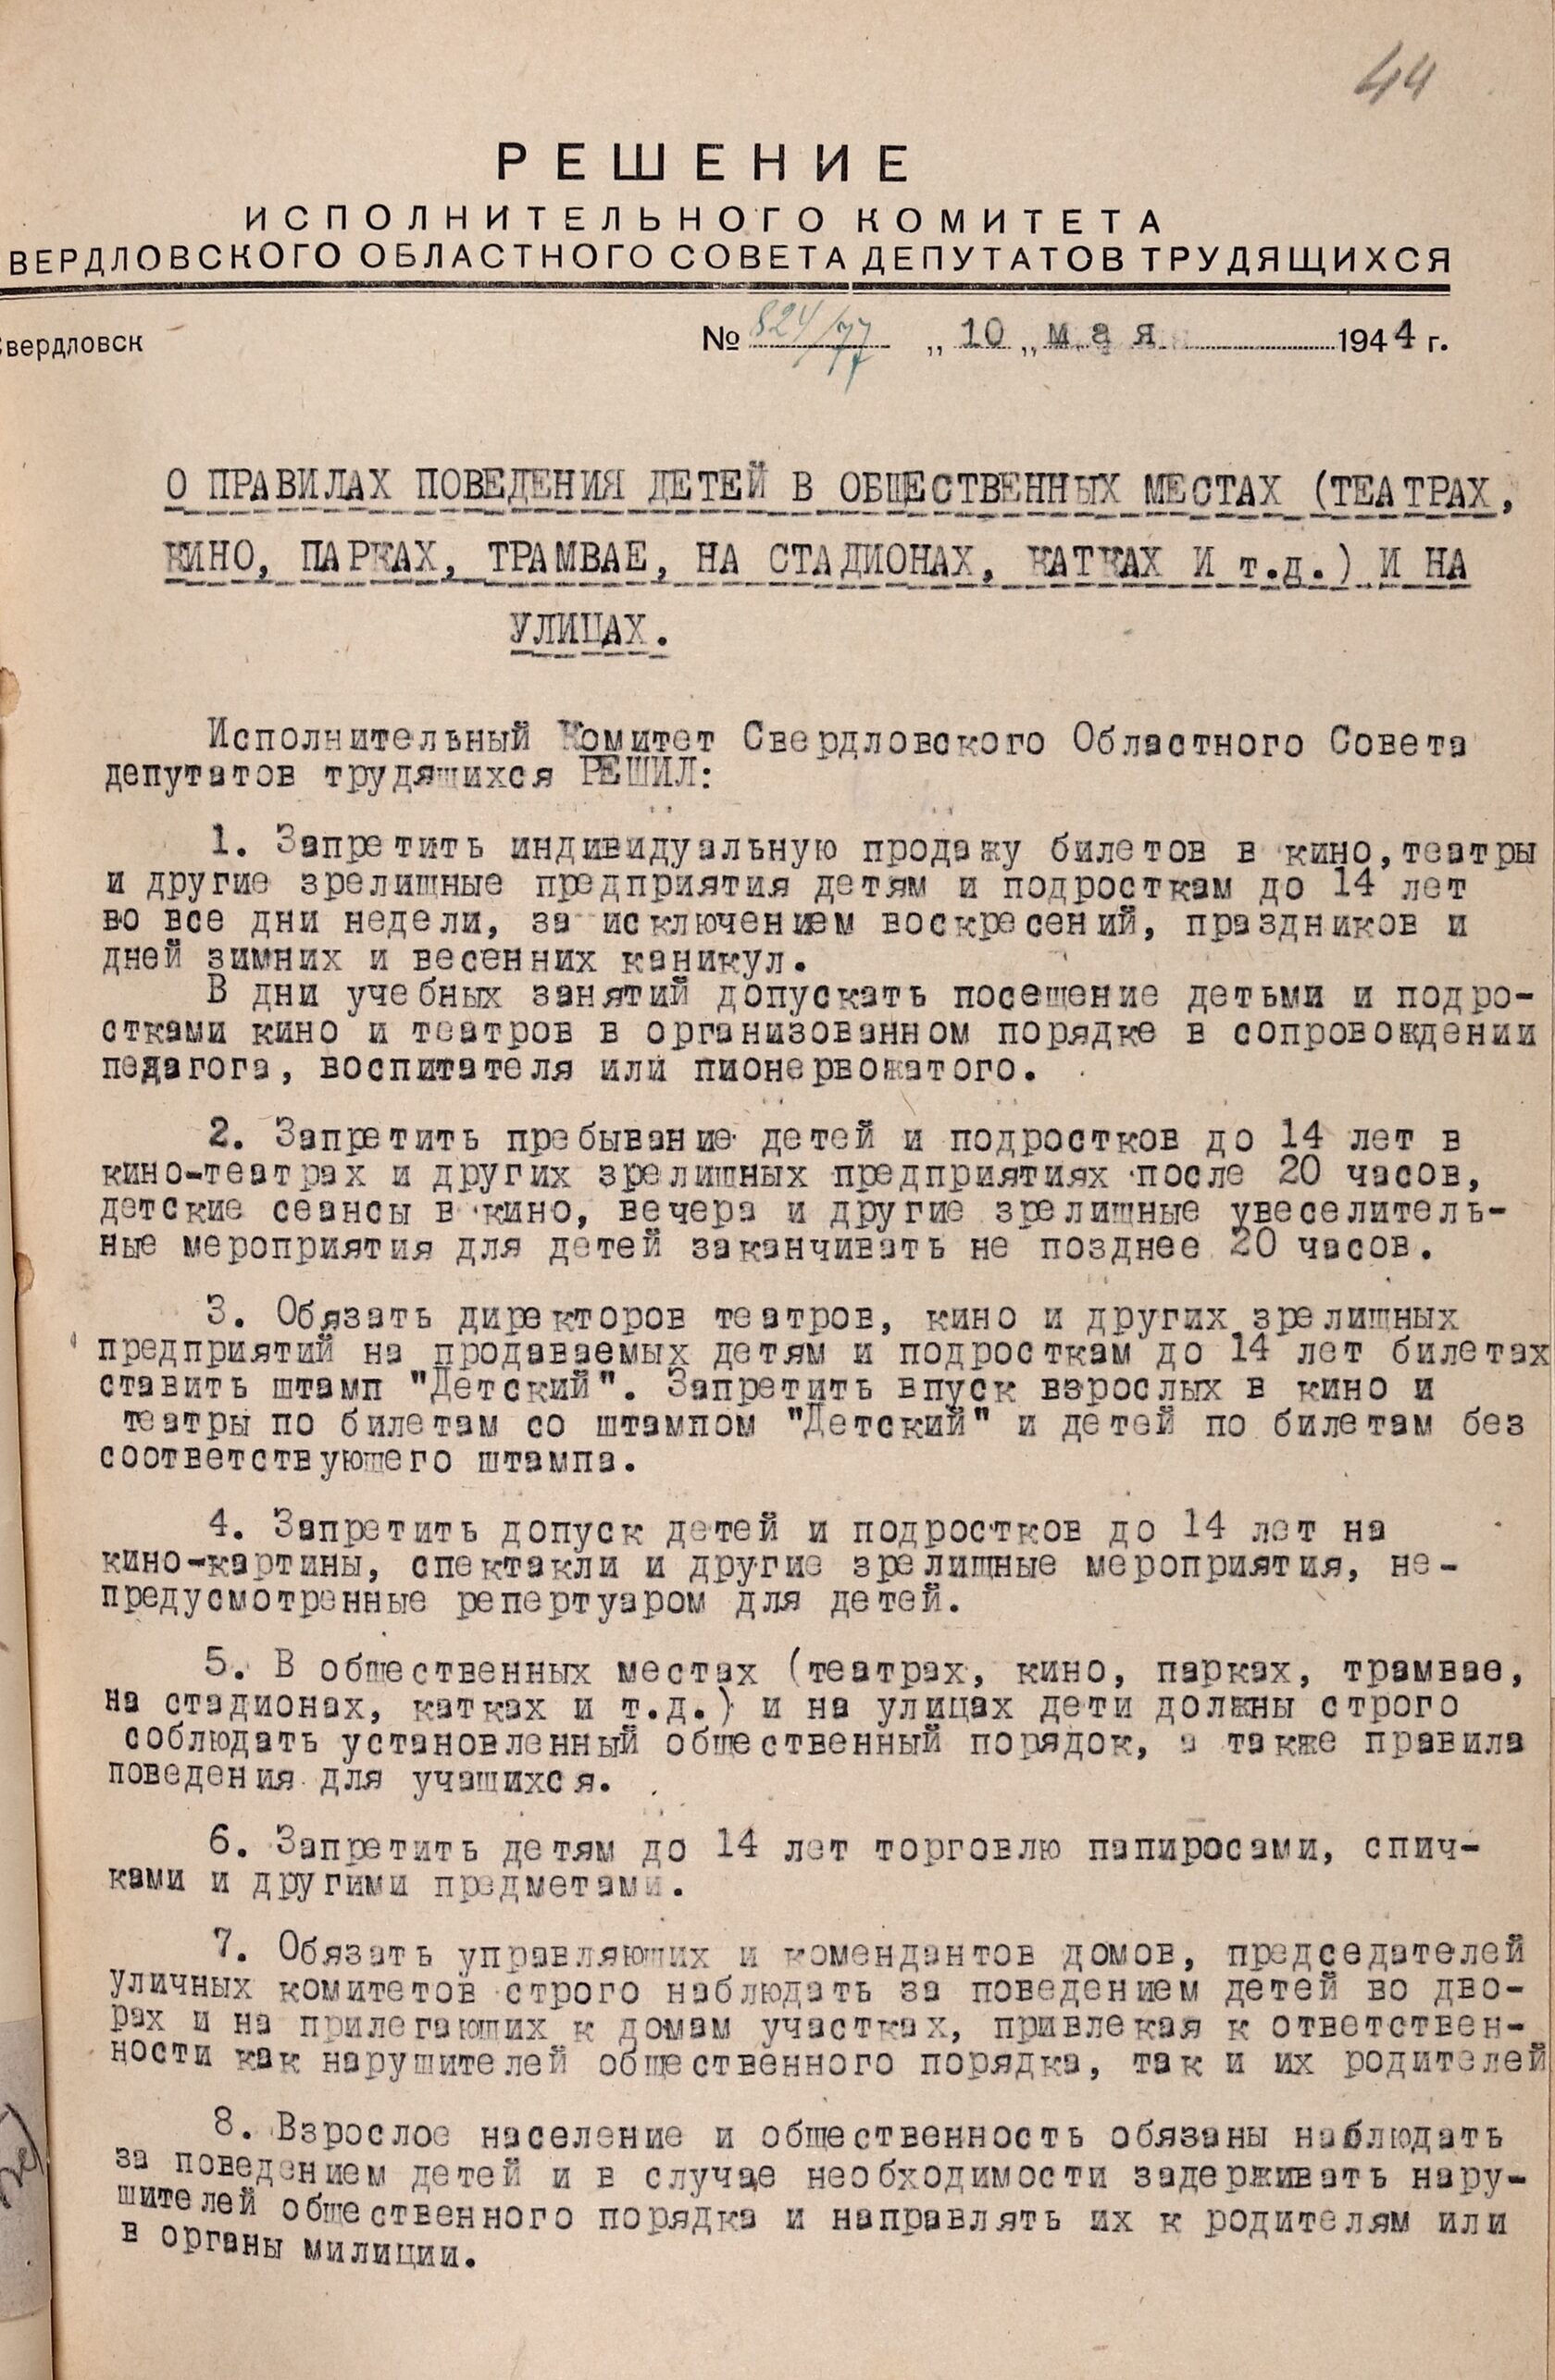 44
РЕШЕНИЕ
ИСПОЛНИТЕЛЬНОГО КОМИТЕТА
ВЕРДЛОВСКОГО ОБЛАСТНОГО СОВЕТА ДЕПУТАТОВ ТРУДЯЩИХСЯ
Свердловск № 824/77 „ 10 „ мая 1944 г.
О ПРАВИЛАХ ПОВЕДЕНИЯ ДЕТЕЙ В ОБЩЕСТВЕННЫХ МЕСТАХ (ТЕАТРАХ,
КИНО, ПАРКАХ, ТРАМВАЕ, НА СТАДИОНАХ, КАТКАХ И т.д.) И НА
УЛИЦАХ.
Исполнительный Комитет Свердловского Областного Совета
депутатов трудящихся РЕШИЛ:
1. Запретить индивидуальную продажу билетов в кино, театры
и другие зрелищные предприятия детям и подросткам до 14 лет
во все дни недели, за исключением воскресений, праздников и
дней зимних и весенних каникул.
В дни учебных занятий допускать посещение детьми и подро-
стками кино и театров в организованном порядке в сопровождении
педагога, воспитателя или пионервожатого.
2. Запретить пребывание детей и подростков до 14 лет в
кино-театрах и других зрелищных предприятиях после 20 часов,
детские сеансы в кино, вечера и другие зрелищные увеселитель-
ные мероприятия для детей заканчивать не позднее 20 часов.
3. Обязать директоров театров, кино и других зрелищных
предприятий на продаваемых детям и подросткам до 14 лет билетах
ставить штамп "Детский". Запретить впуск взрослых в кино и
театры по билетам со штампом "Детский" и детей по билетам без
соответствующего штампа.
4. Запретить допуск детей и подростков до 14 лет на
кино-картины, спектакли и другие зрелищные мероприятия, не-
предусмотренные репертуаром для детей.
5. В общественных местах (театрах, кино, парках, трамвае,
на стадионах, катках и т.д.) и на улицах дети должны строго
соблюдать установленный общественный порядок, а также правила
поведения для учащихся.
6. Запретить детям до 14 лет торговлю папиросами, спич-
ками и другими предметами.
7. Обязать управляющих и комендантов домов, председателей
уличных комитетов строго наблюдать за поведением детей во дво-
рах и на прилегающих к домам участках, привлекая к ответствен-
ности как нарушителей общественного порядка, так и их родителей
8. Взрослое население и общественность обязаны наблюдать
за поведением детей и в случае необходимости задерживать нару-
шителей общественного порядка и направлять их к родителям или
в органы милиции.